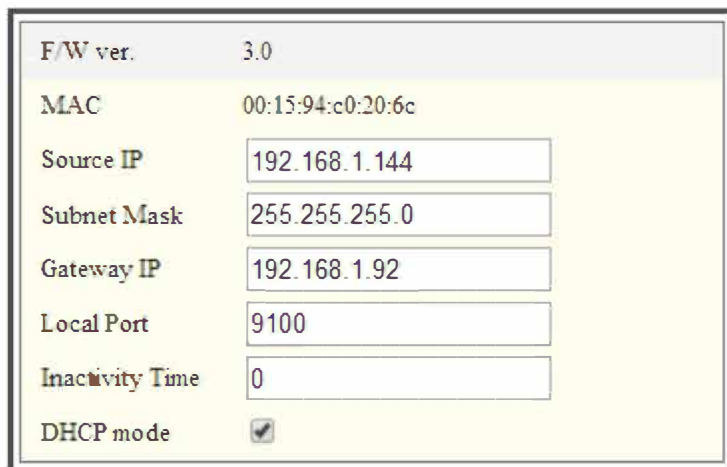 F/W ver. 3.0
MAC 00:15:94:c0:20:6c
Source IP 192.168.1.144
Subnet Mask 255.255.255.0
Gateway IP 192.168.1.92
Local Port 9100
Inactivity Time 0
DHCP mode